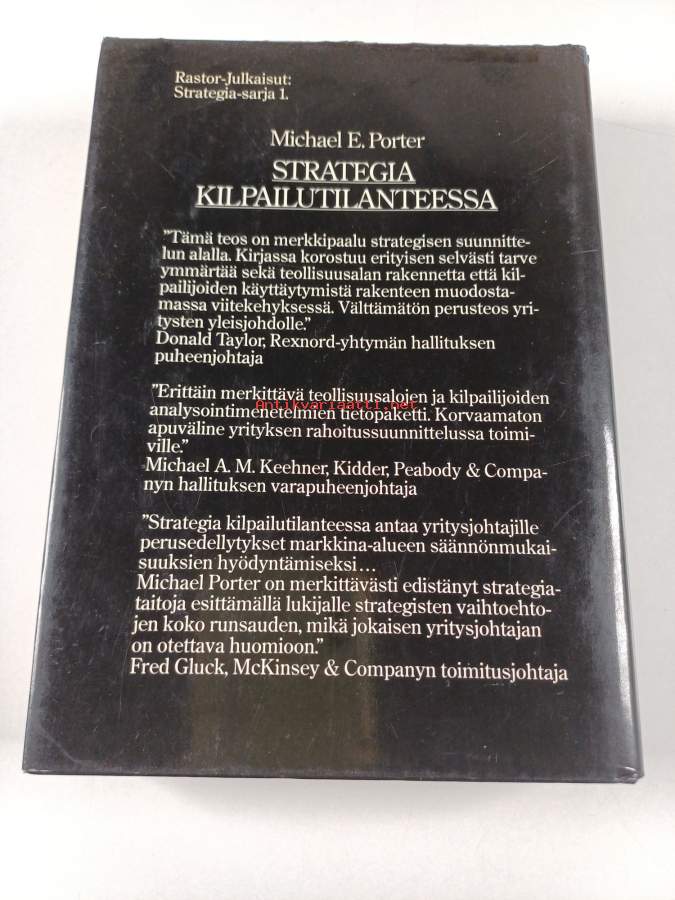 Rastor-Julkaisut:
Strategia-sarja 1.
Michael E. Porter
STRATEGIA
KILPAILUTILANTEESSA
"Tämä teos on merkkipaalu strategisen suunnitte-
lun alalla. Kirjassa korostuu erityisen selvästi tarve
ymmärtää sekä teollisuusalan rakennetta että kil-
pailijoiden käyttäytymistä rakenteen muodosta-
massa viitekehyksessä. Välttämätön perusteos yri-
tysten yleisjohdolle."
Donald Taylor, Rexnord-yhtymän hallituksen
puheenjohtaja
"Erittäin merkittävä teollisuusalojen ja kilpailijoiden
Antikvariaatti.net
analysointimenetelmien tietopaketti. Korvaamaton
apuväline yrityksen rahoitussuunnittelussa toimi-
ville."
Michael A. M. Keehner, Kidder, Peabody & Compa-
nyn hallituksen varapuheenjohtaja
"Strategia kilpailutilanteessa antaa yritysjohtajille
perusedellytykset markkina-alueen säännönmukai-
suuksien hyödyntämiseksi...
Michael Porter on merkittävästi edistänyt strategia-
taitoja esittämällä lukijalle strategisten vaihtoehto-
jen koko runsauden, mikä jokaisen yritysjohtajan
on otettava huomioon."
Fred Gluck, McKinsey & Companyn toimitusjohtaja